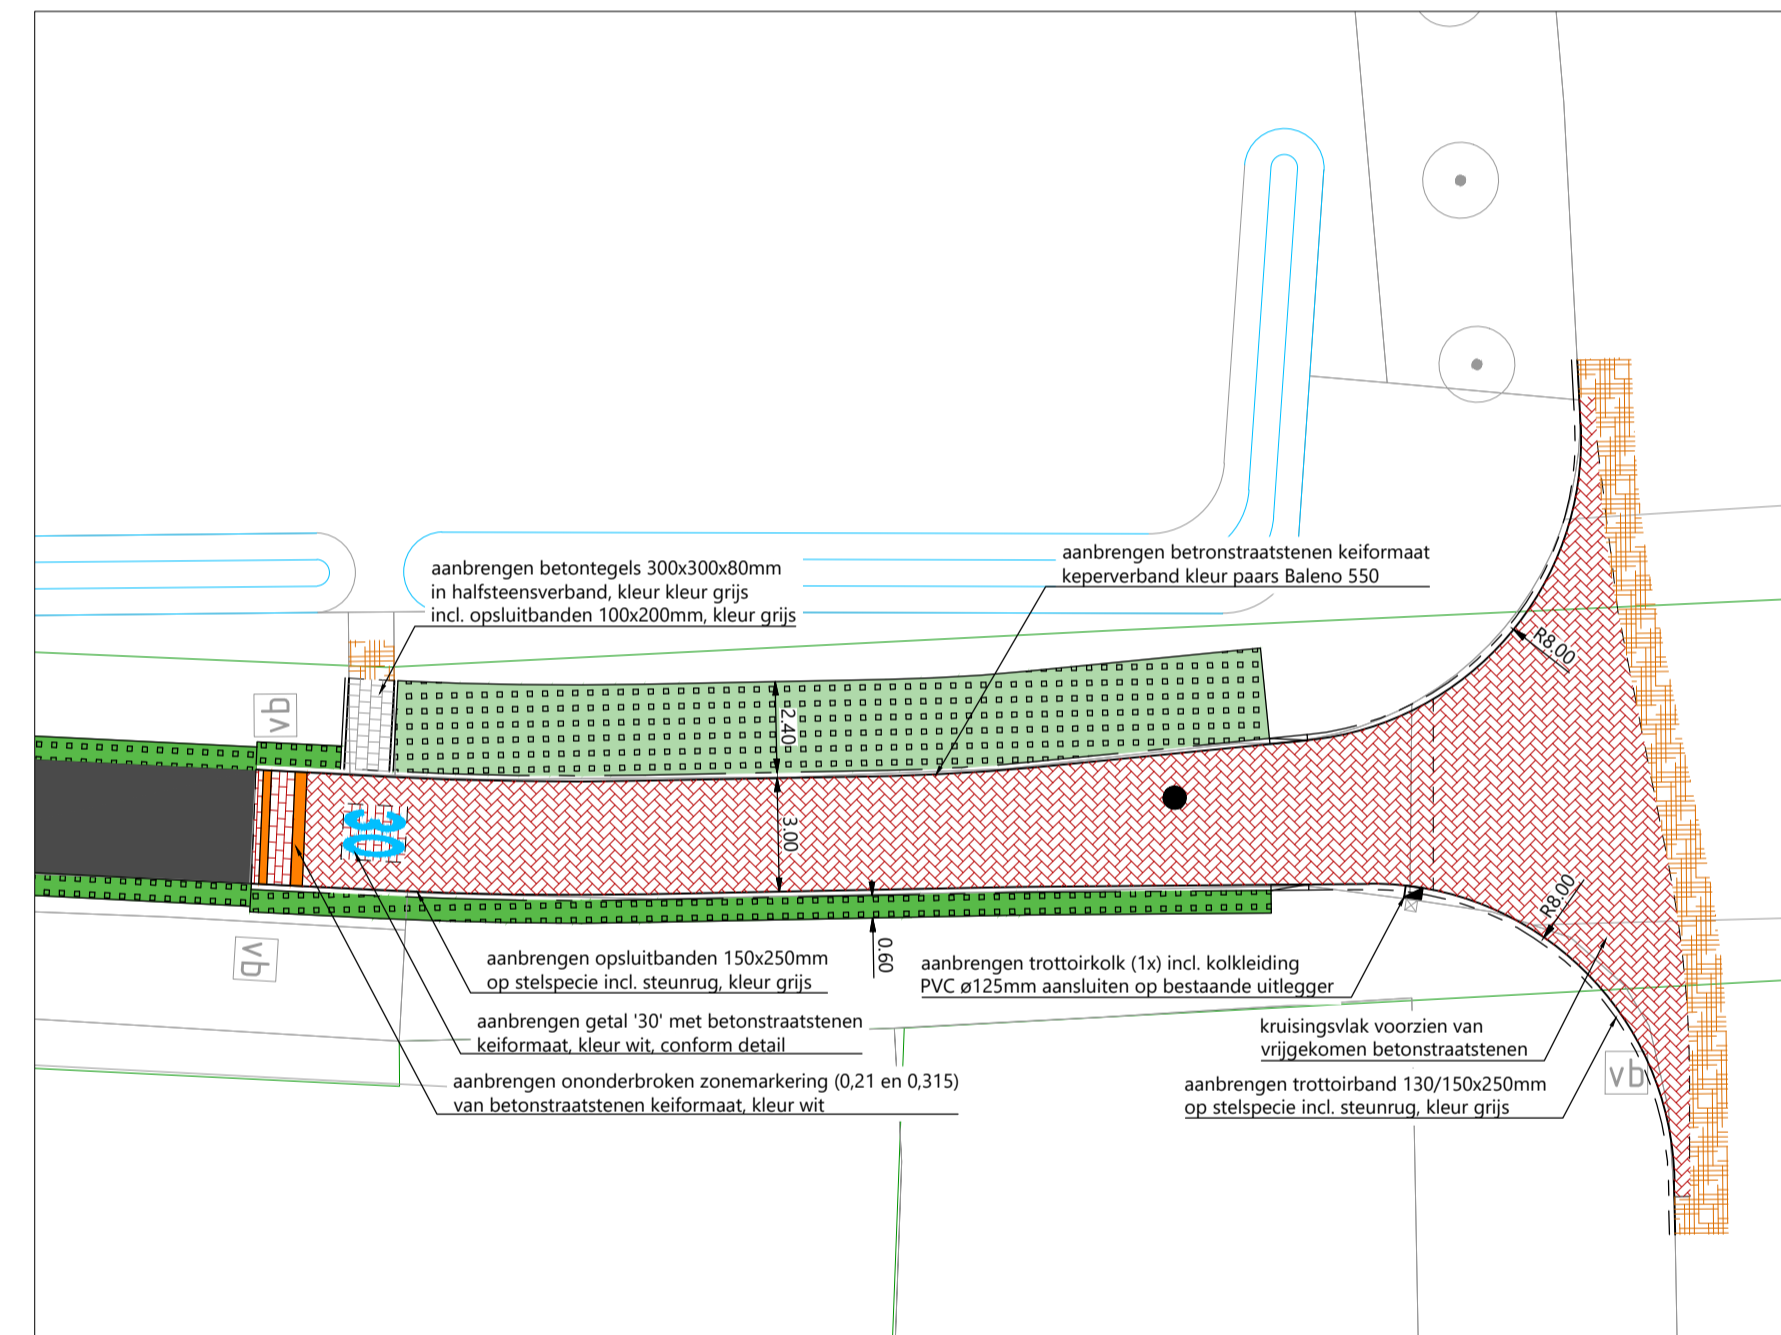 aanbrengen betronstraatstenen keiformaat
keperverband kleur paars Baleno 550
aanbrengen betontegels 300x300x80mm
in halfsteensverband, kleur kleur grijs
incl. opsluitbanden 100x200mm, kleur grijs
R8.00
vb
2.40
3.00
30
R8.00
0.60
vb
aanbrengen opsluitbanden 150x250mm
op stelspecie incl. steunrug, kleur grijs
aanbrengen trottoirkolk (1x) incl. kolkleiding
PVC ø125mm aansluiten op bestaande uitlegger
aanbrengen getal '30' met betonstraatstenen
keiformaat, kleur wit, conform detail
kruisingsvlak voorzien van
vrijgekomen betonstraatstenen
vb
aanbrengen ononderbroken zonemarkering (0,21 en 0,315)
van betonstraatstenen keiformaat, kleur wit
aanbrengen trottoirband 130/150x250mm
op stelspecie incl. steunrug, kleur grijs